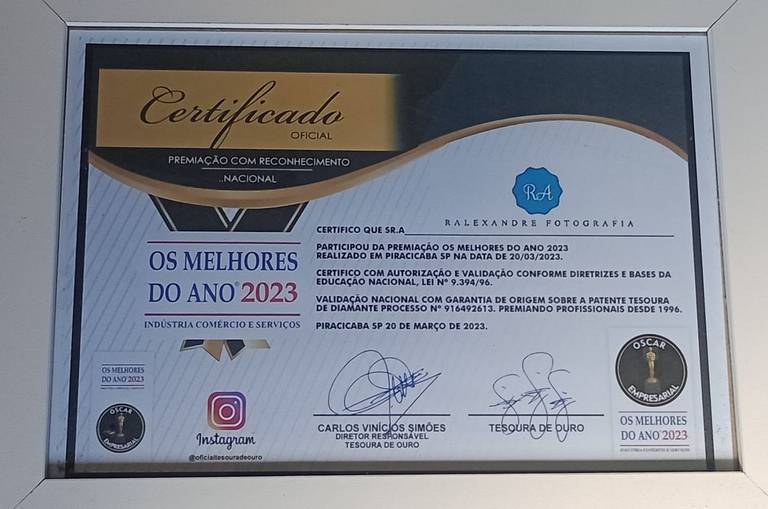 Certificado
OFICIAL
PREMIAÇÃO COM RECONHECIMENTO
..NACIONAL
RA
RALEXANDRE FOTOGRAFIA
CERTIFICO QUE SR.A
PARTICIPOU DA PREMIAÇÃO OS MELHORES DO ANO 2023
REALIZADO EM PIRACICABA SP NA DATA DE 20/03/2023.
CERTIFICO COM AUTORIZAÇÃO E VALIDAÇÃO CONFORME DIRETRIZES E BASES DA
EDUCAÇÃO NACIONAL, LEI Nº 9.394/96.
VALIDAÇÃO NACIONAL COM GARANTIA DE ORIGEM SOBRE A PATENTE TESOURA
DE DIAMANTE PROCESSO Nº 916492613. PREMIANDO PROFISSIONAIS DESDE 1996.
PIRACICABA SP 20 DE MARÇO DE 2023.
OS MELHORES
DO ANO 2023
INDÚSTRIA COMÉRCIO E SERVIÇOS
OS MELHORES
DO ANO 2023
OSCAR
EMPRESARIAL
Instagram
@oficialtesouradeouro
CARLOS VINÍCIOS SIMÕES
DIRETOR RESPONSÁVEL
TESOURA DE OURO
TESOURA DE OURO
OSCAR
EMPRESARIAL
OS MELHORES
DO ANO 2023